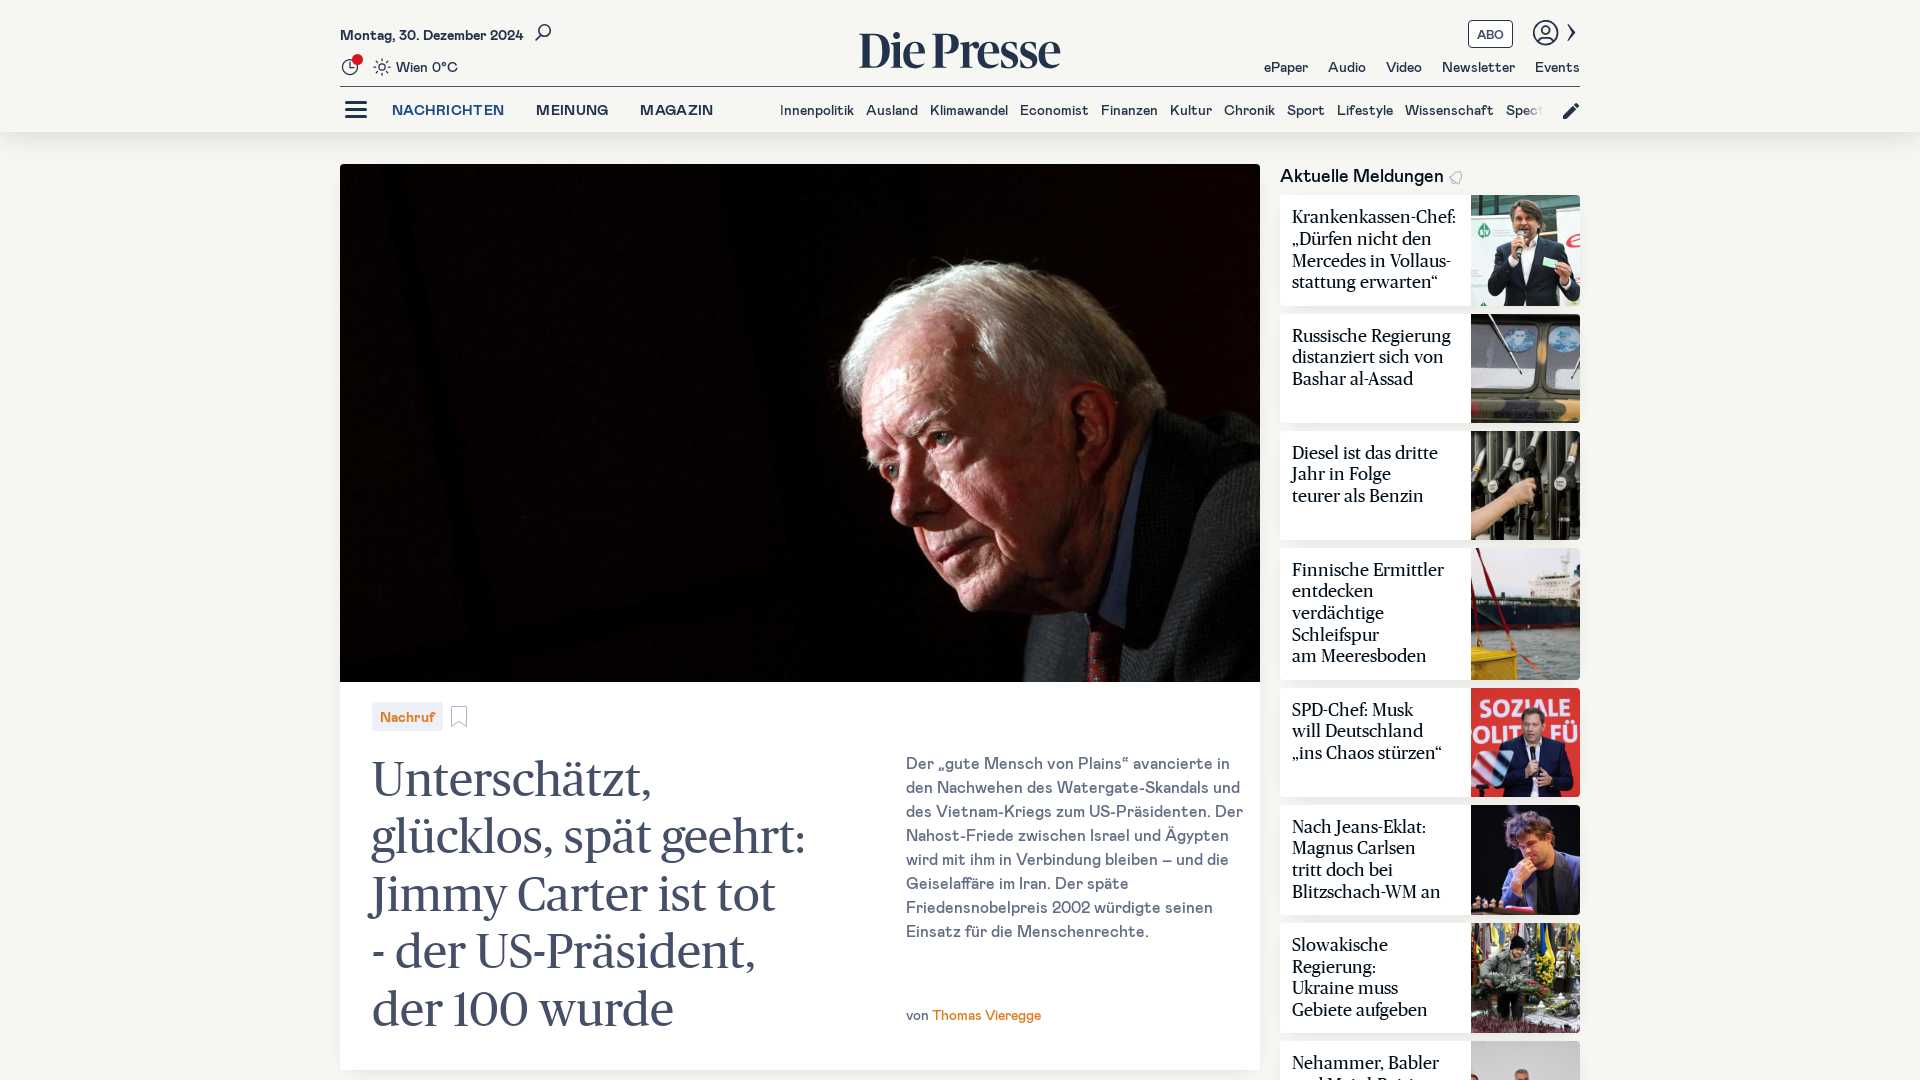 Montag, 30. Dezember 2024
Wien 0°C
Die Presse
ABO
ePaper Audio Video Newsletter Events
NACHRICHTEN MEINUNG MAGAZIN
Innenpolitik Ausland Klimawandel Economist Finanzen Kultur Chronik Sport Lifestyle Wissenschaft Spect
Nachruf
Unterschätzt,
glücklos, spät geehrt:
Jimmy Carter ist tot
- der US-Präsident,
der 100 wurde
Der „gute Mensch von Plains“ avancierte in
den Nachwehen des Watergate-Skandals und
des Vietnam-Kriegs zum US-Präsidenten. Der
Nahost-Friede zwischen Israel und Ägypten
wird mit ihm in Verbindung bleiben – und die
Geiselaffäre im Iran. Der späte
Friedensnobelpreis 2002 würdigte seinen
Einsatz für die Menschenrechte.
von Thomas Vieregge
Aktuelle Meldungen
Krankenkassen-Chef:
„Dürfen nicht den
Mercedes in Vollaus-
stattung erwarten“
Russische Regierung
distanziert sich von
Bashar al-Assad
Diesel ist das dritte
Jahr in Folge
teurer als Benzin
Finnische Ermittler
entdecken
verdächtige
Schleifspur
am Meeresboden
SPD-Chef: Musk
will Deutschland
„ins Chaos stürzen“
SOZIALE
POLITI FÜ
Nach Jeans-Eklat:
Magnus Carlsen
tritt doch bei
Blitzschach-WM an
Slowakische
Regierung:
Ukraine muss
Gebiete aufgeben
Nehammer, Babler